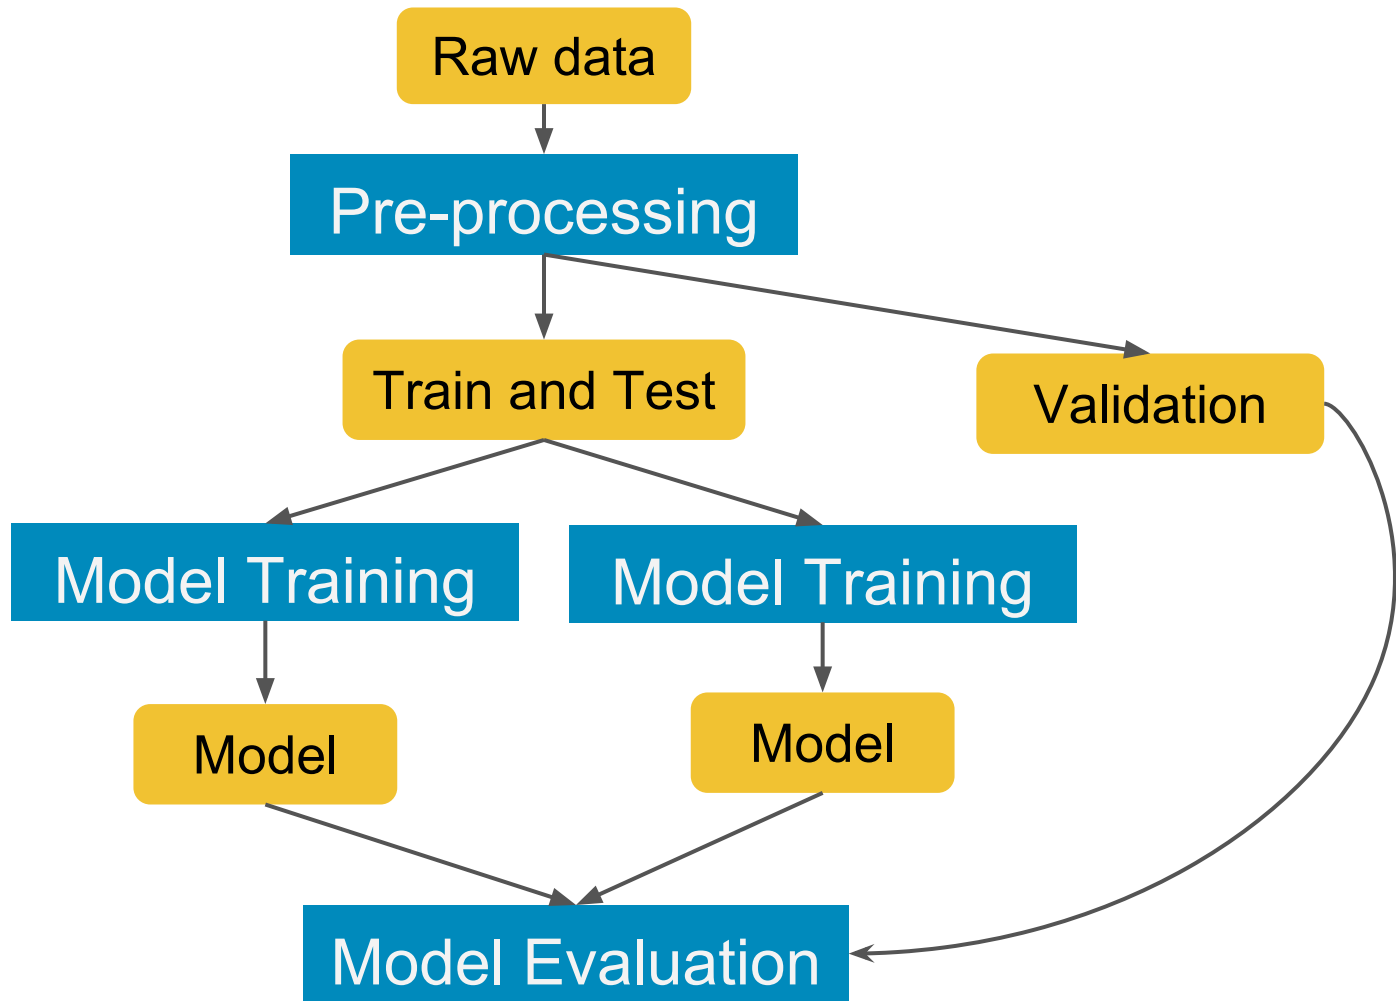 Raw data
Pre-processing
Train and Test
Validation
Model Training
Model Training
Model
Model
Model Evaluation